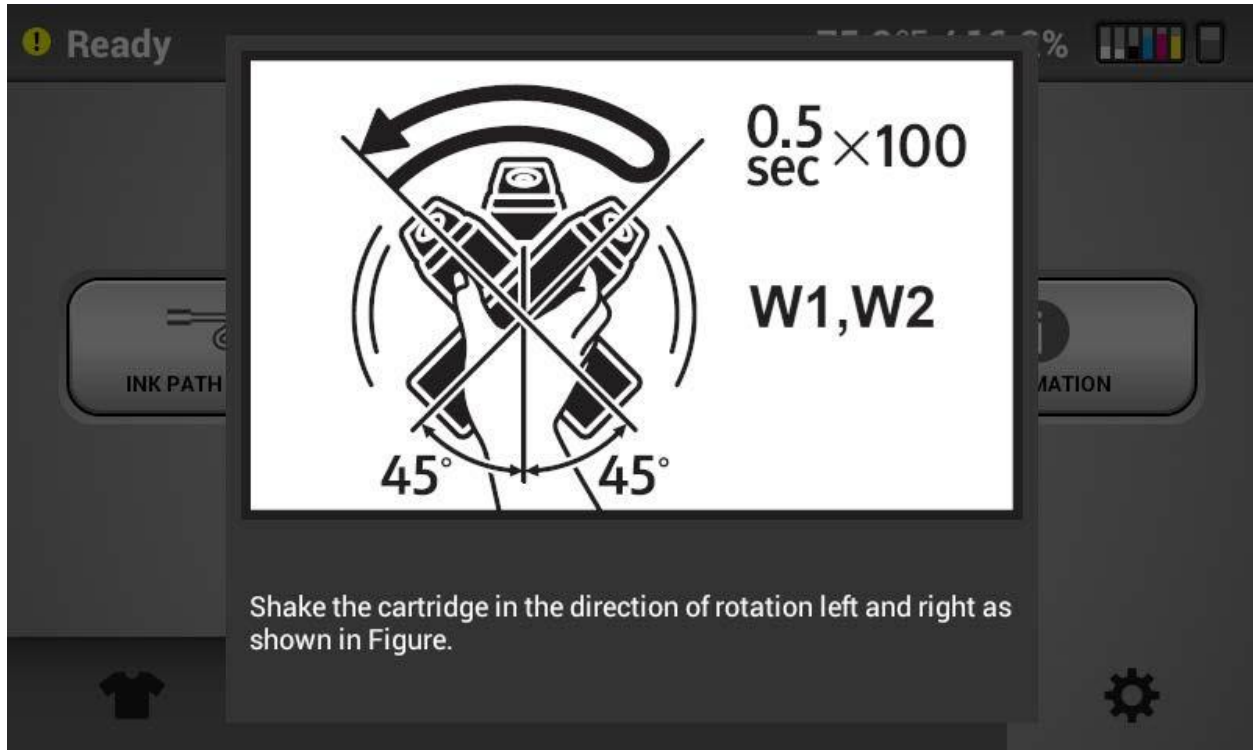 Ready
%
0.5
sec ×100
W1,W2
45° 45°
INK PATH
MATION
Shake the cartridge in the direction of rotation left and right as
shown in Figure.